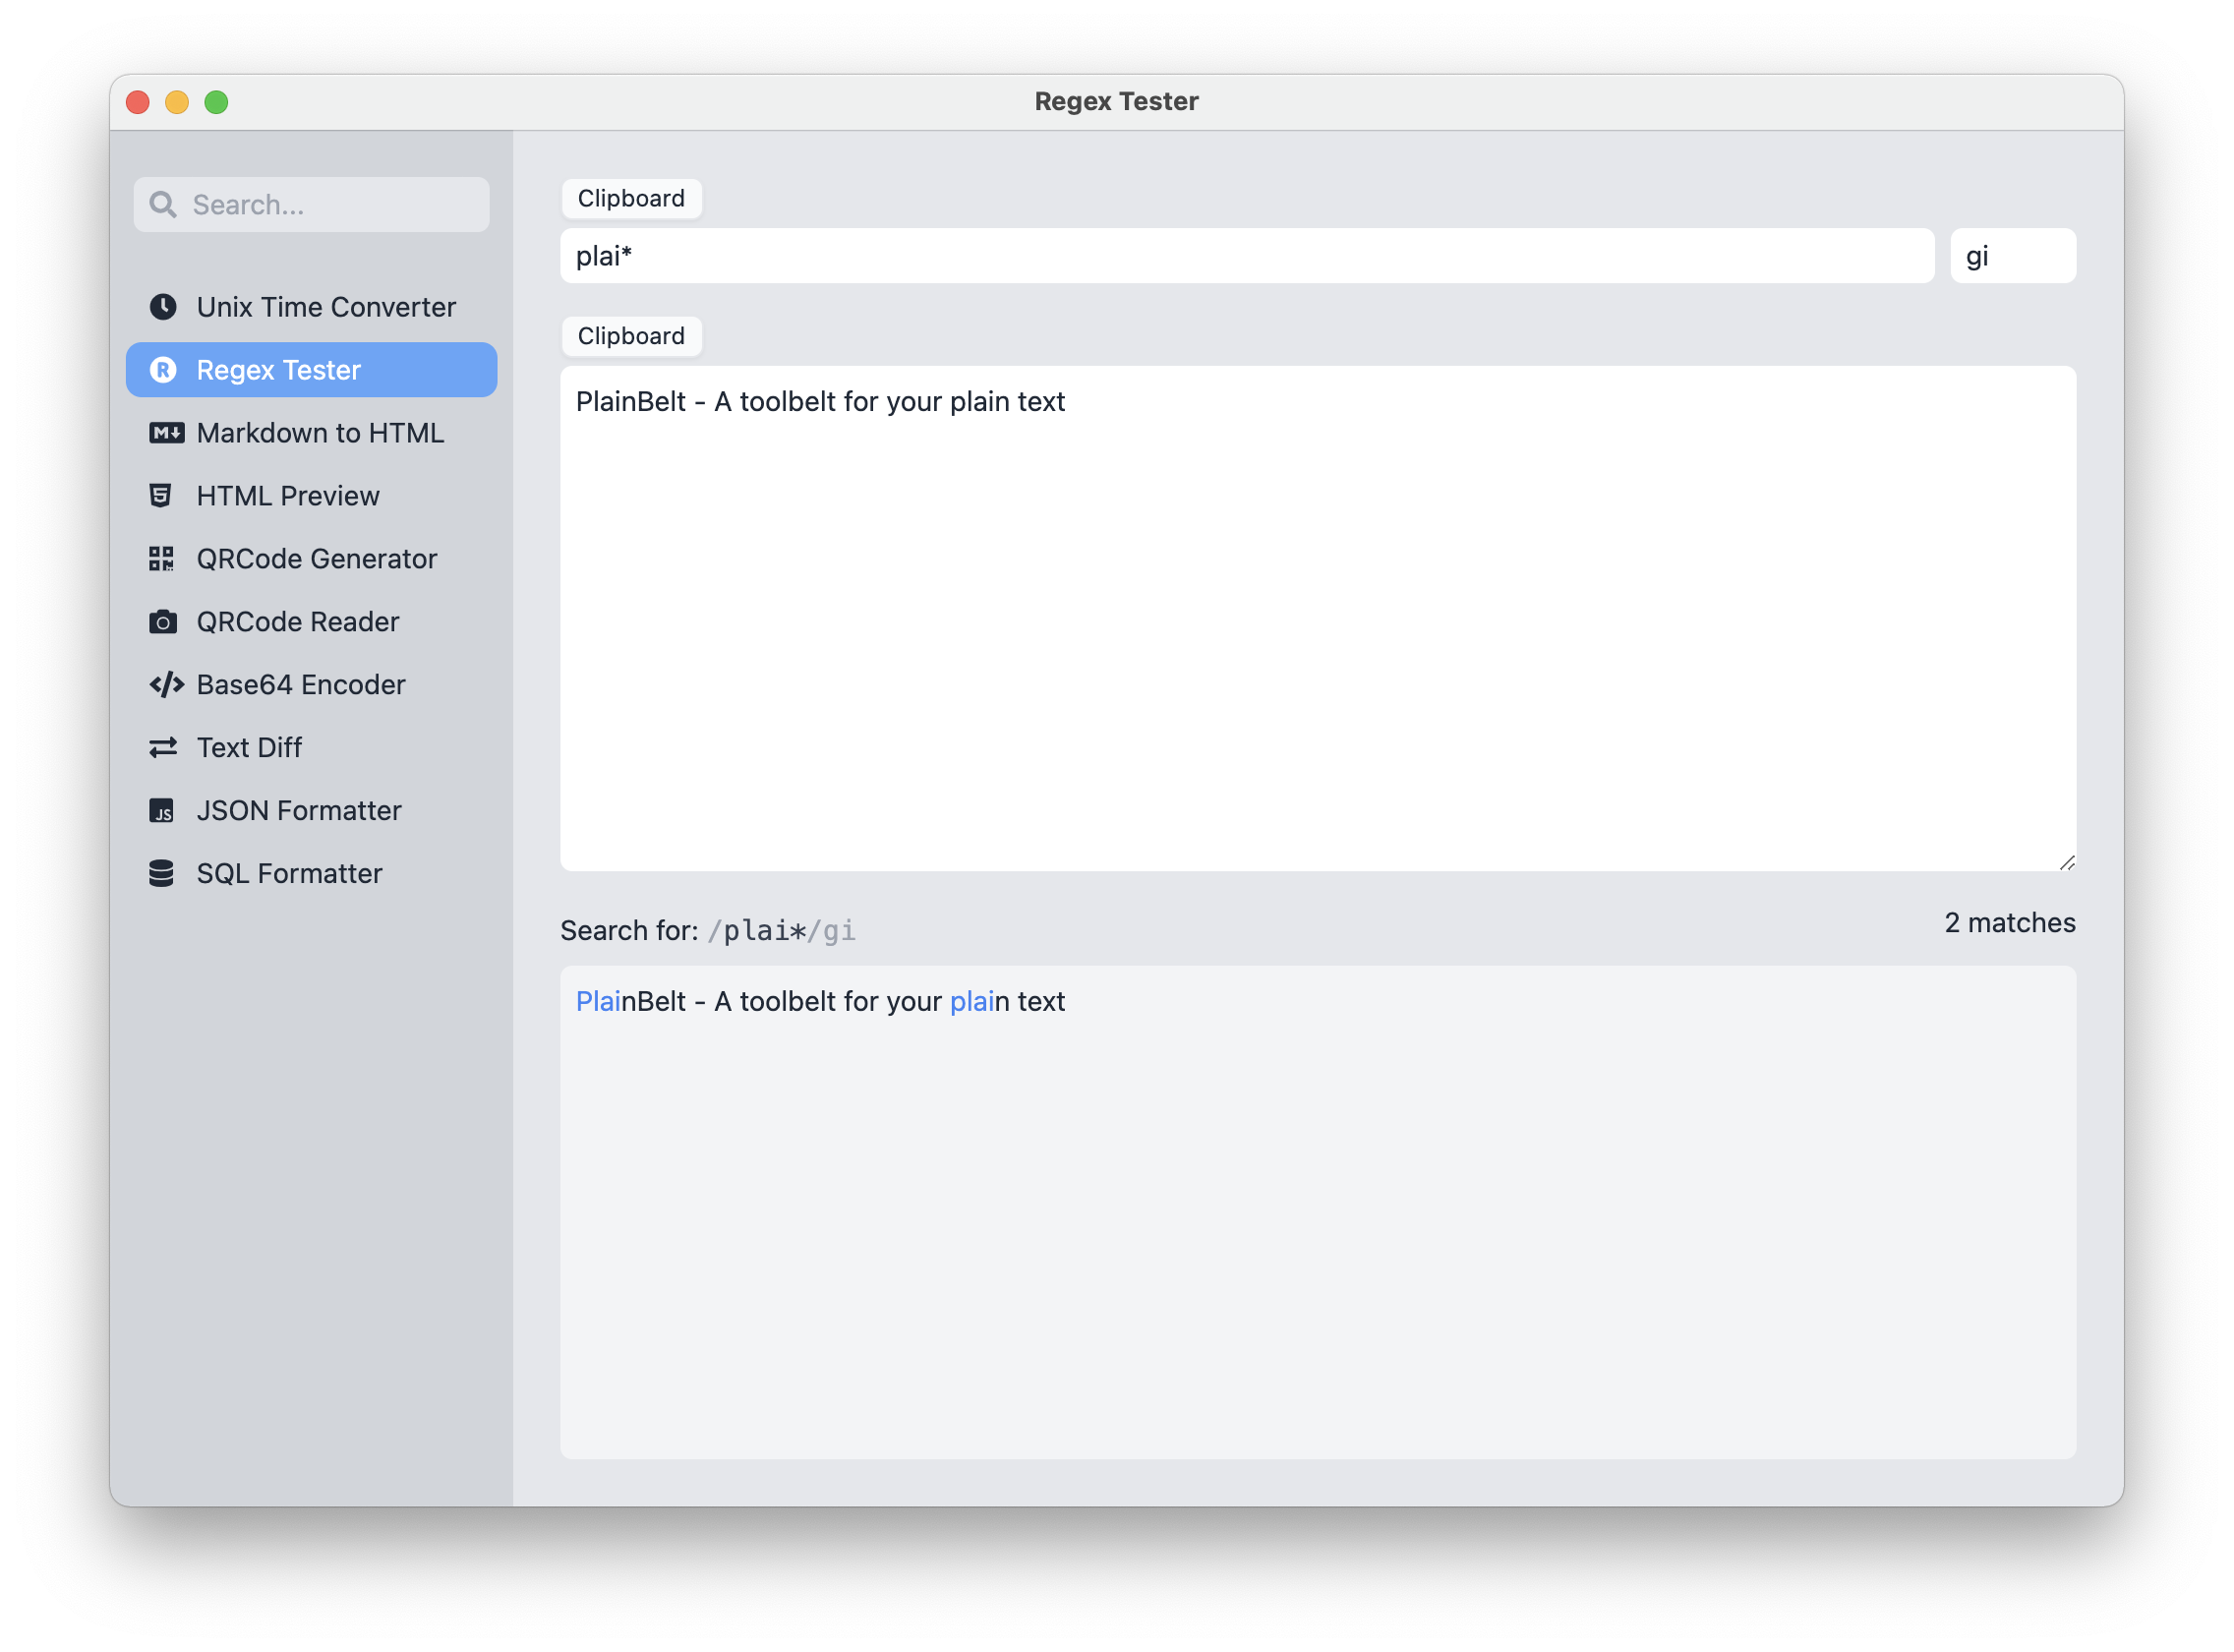 Regex Tester
Search...
Unix Time Converter
Regex Tester
Markdown to HTML
HTML Preview
QRCode Generator
QRCode Reader
Base64 Encoder
Text Diff
JSON Formatter
SQL Formatter
Clipboard
plai*
gi
Clipboard
PlainBelt - A toolbelt for your plain text
Search for: /plai*/gi
2 matches
PlainBelt - A toolbelt for your plain text